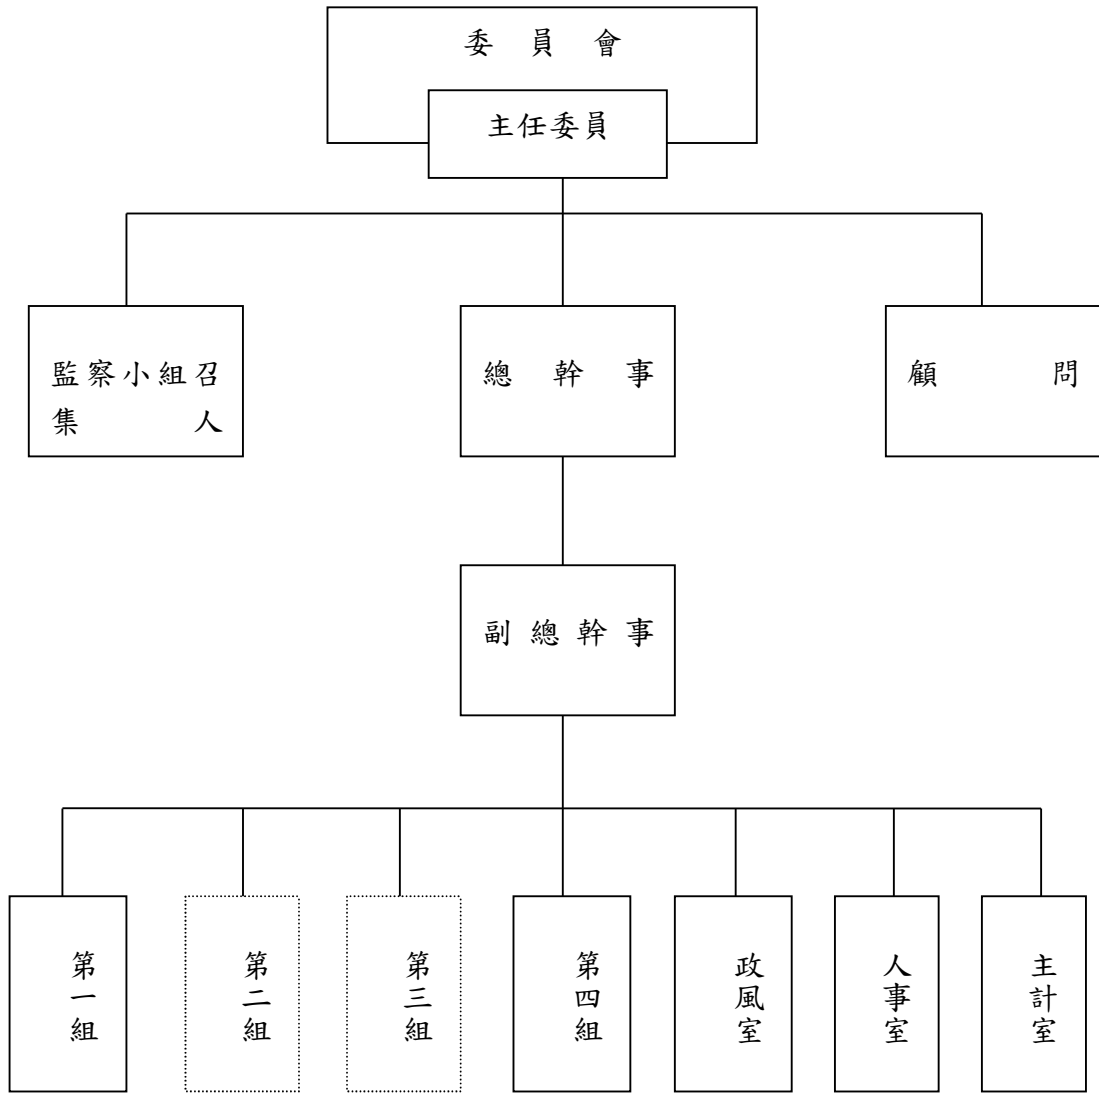 委員會
主任委員
監察小組召
集人
總幹事
顧問
副總幹事
第一組
第二組
第三組
第四組
政風室
人事室
主計室